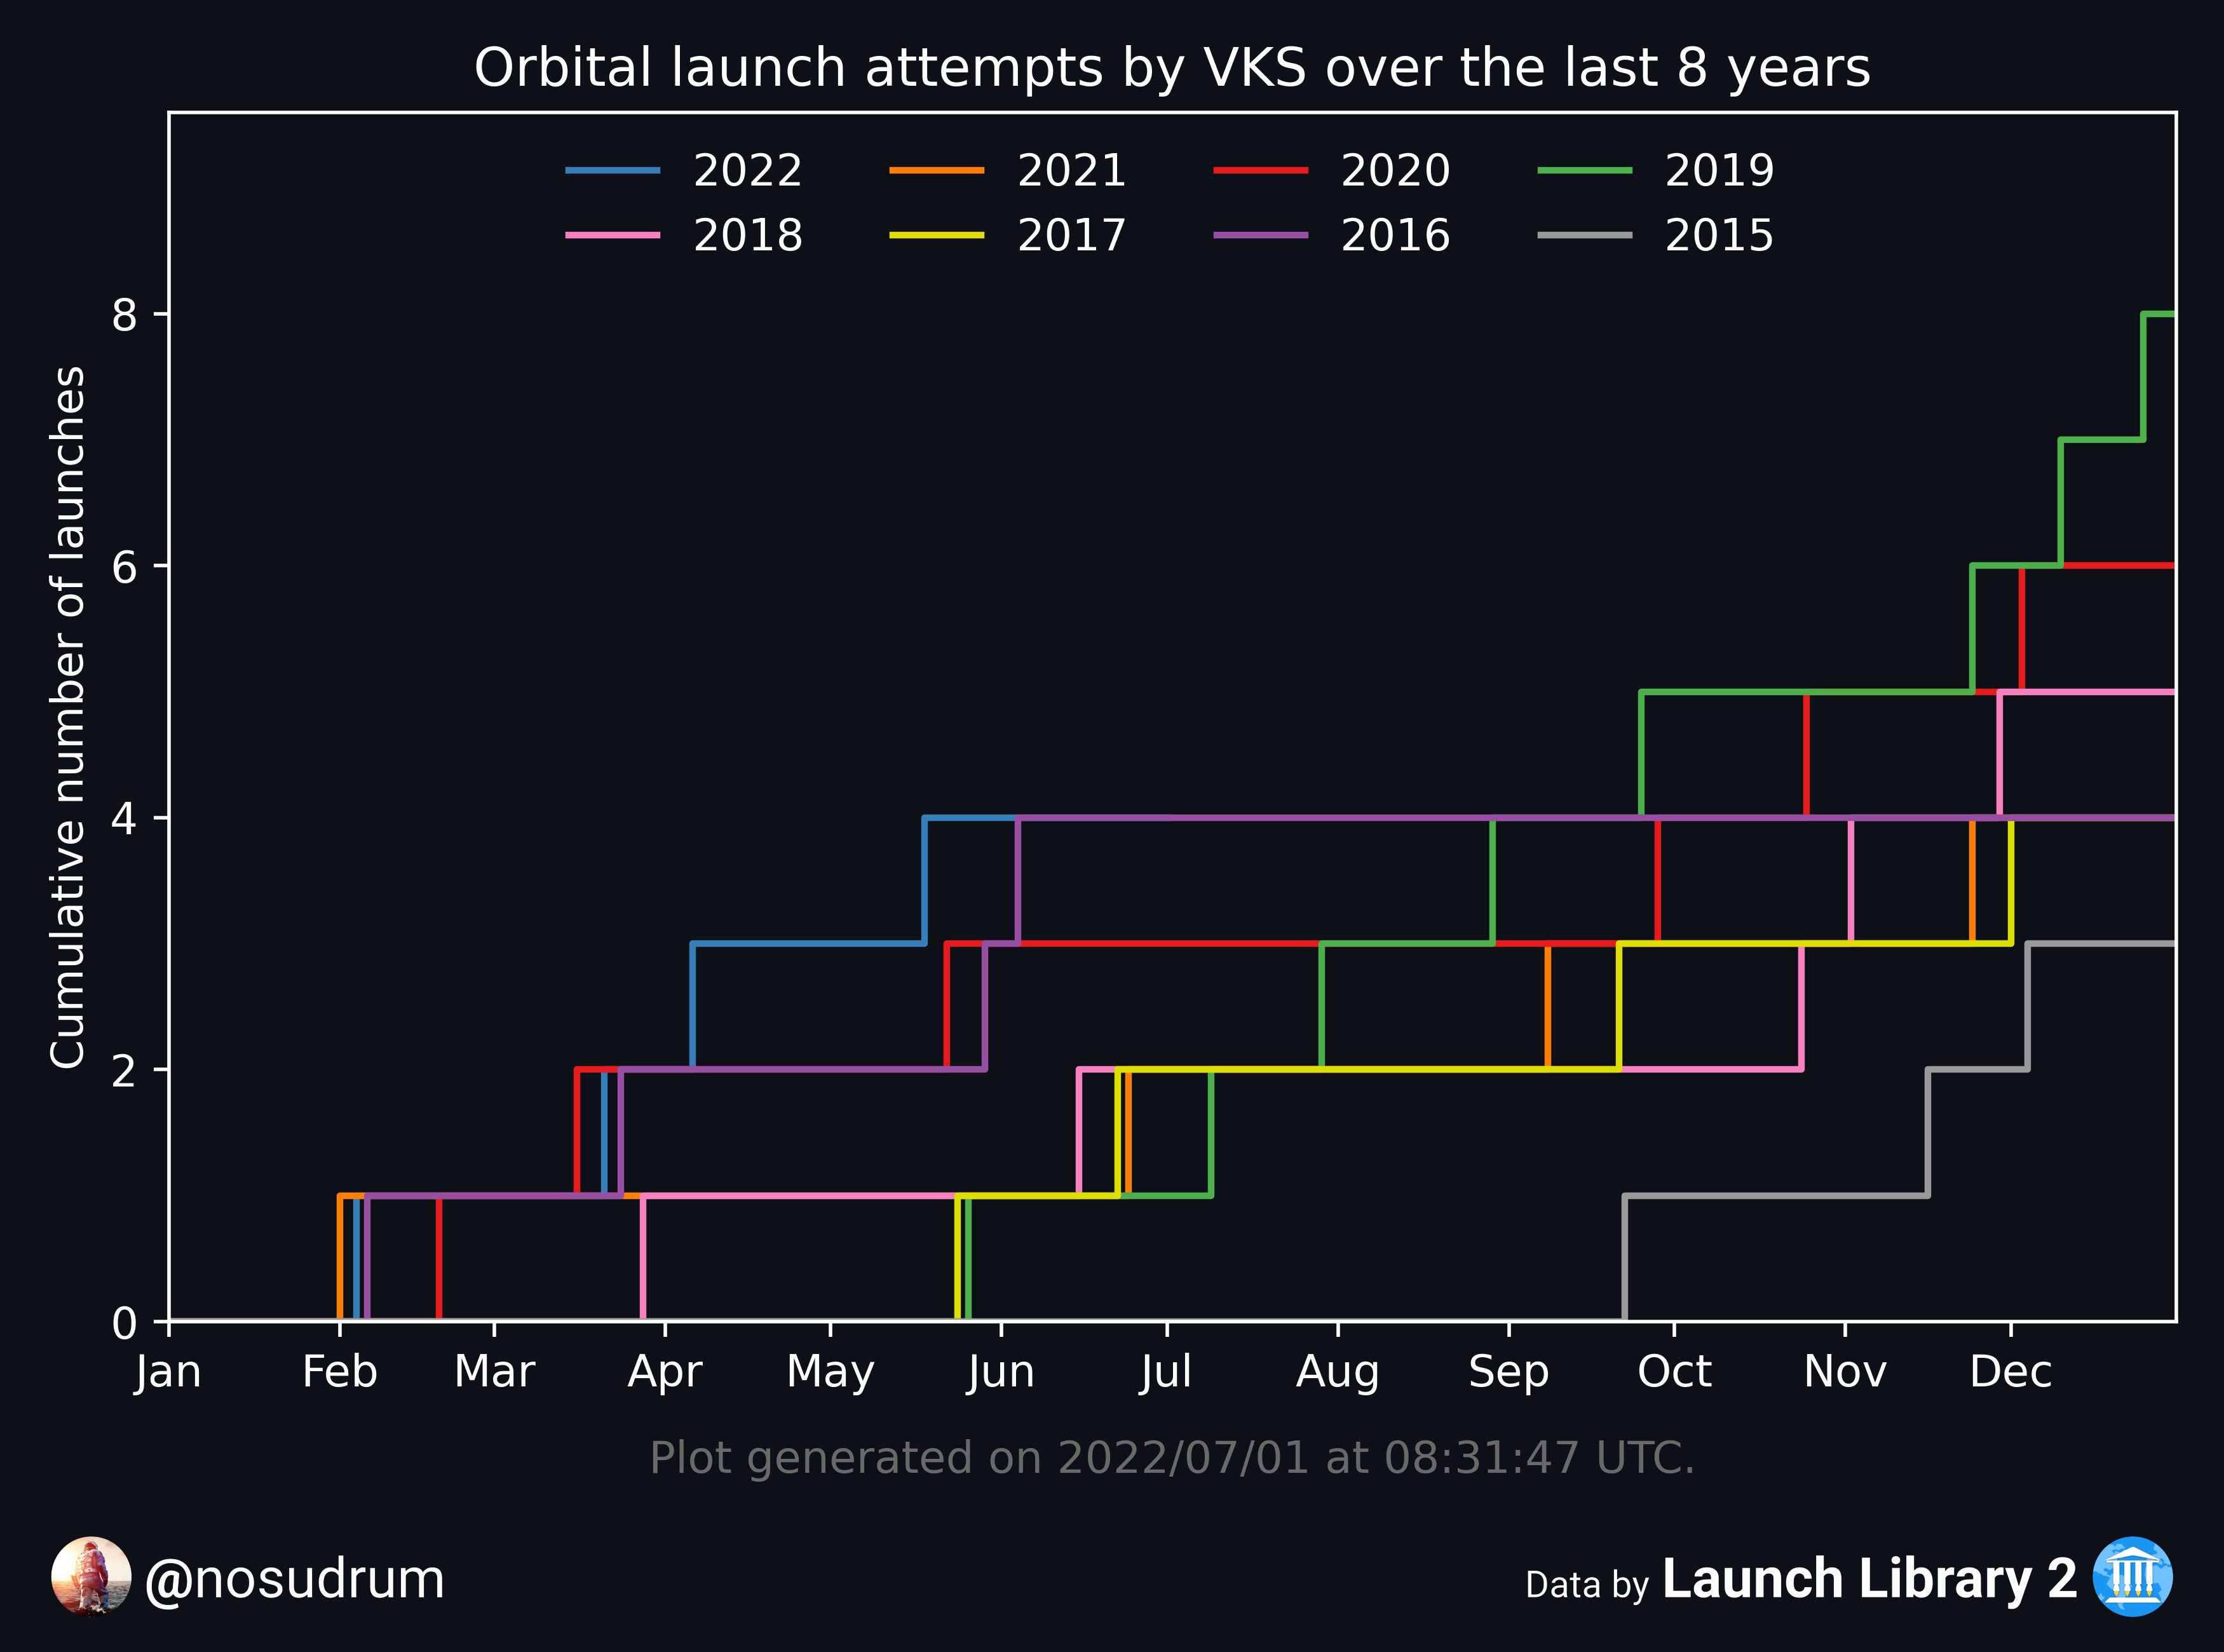 Orbital launch attempts by VKS over the last 8 years
2022 2021 2020 2019
2018 2017 2016 2015
Cumulative number of launches
8
6
4
2
0
Jan Feb Mar Apr May Jun Jul Aug Sep Oct Nov Dec
Plot generated on 2022/07/01 at 08:31:47 UTC.
@nosudrum
Data by Launch Library 2